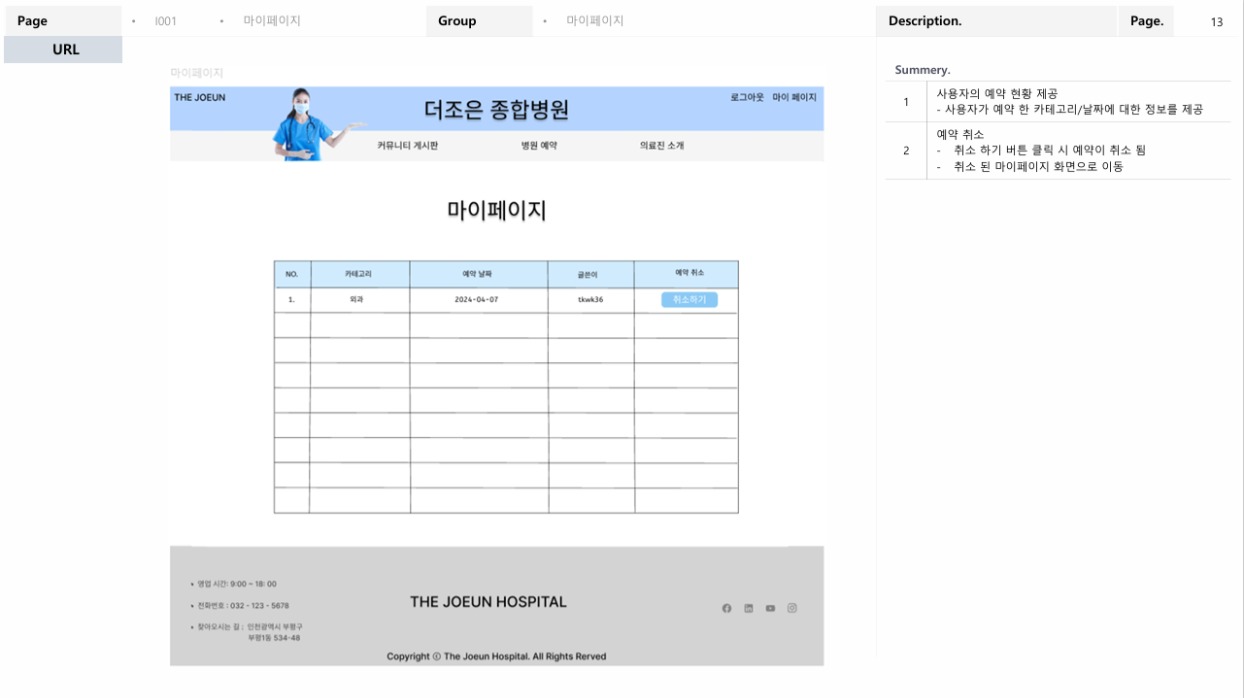 Page • I001 • 마이페이지 Group • 마이페이지 Description. Page. 13
URL
Summery.
마이페이지
THE JOEUN 더조은 종합병원 로그아웃 마이 페이지
커뮤니티 게시판 병원 예약 의료진 소개
마이페이지
NO. 카테고리 예약 날짜 글쓴이 예약 취소
1. 외과 2024-04-07 tkwk36 취소하기
• 영업 시간: 9:00 ~ 18: 00
• 전화번호 : 032 - 123 - 5678
• 찾아오시는 길 ; 인천광역시 부평구
부평1동 534-48
THE JOEUN HOSPITAL
Copyright ⓒ The Joeun Hospital. All Rights Rerved
1 사용자의 예약 현황 제공
- 사용자가 예약 한 카테고리/날짜에 대한 정보를 제공
2 예약 취소
- 취소 하기 버튼 클릭 시 예약이 취소 됨
- 취소 된 마이페이지 화면으로 이동